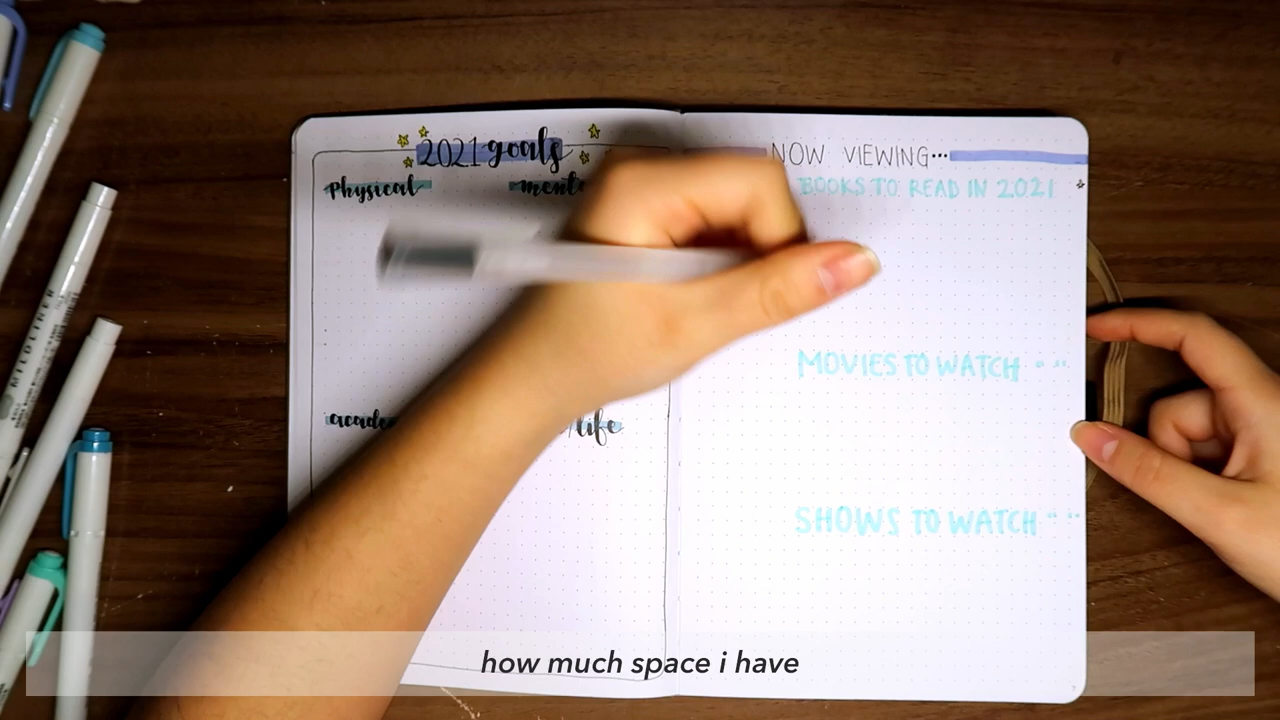 2021 goals
Physical
life
NOW VIEWING...
BOOKS TO READ IN 2021
MOVIES TO WATCH " "
SHOWS TO WATCH " "
MILDLINER
how much space i have